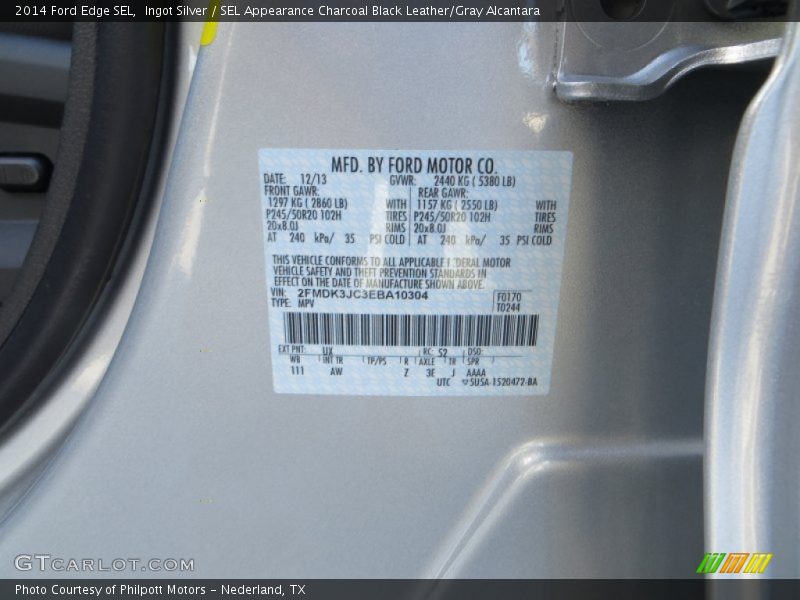 2014 Ford Edge SEL, Ingot Silver / SEL Appearance Charcoal Black Leather/Gray Alcantara
MFD. BY FORD MOTOR CO.
DATE: 12/13 GVWR: 2440 KG ( 5380 LB)
FRONT GAWR: REAR GAWR:
1297 KG ( 2860 LB) WITH 1157 KG ( 2550 LB) WITH
P245/50R20 102H TIRES P245/50R20 102H TIRES
20x8.0J RIMS 20x8.0J RIMS
AT 240 kPa/ 35 PSI COLD AT 240 kPa/ 35 PSI COLD
THIS VEHICLE CONFORMS TO ALL APPLICABLE DERAL MOTOR
VEHICLE SAFETY AND THEFT PREVENTION STANDARDS IN
EFFECT ON THE DATE OF MANUFACTURE SHOWN ABOVE.
VIN: 2FMDK3JC3EBA10304 F0170
TYPE: MPV T0244
EXT PNT: UX RC: 52 DSO:
WB INT TR TP/PS R AXLE TR SPR
111 AW Z 3E J AAAA
UTC SUSA-1520472-BA
GTCARLOT.COM
Photo Courtesy of Philpott Motors – Nederland, TX